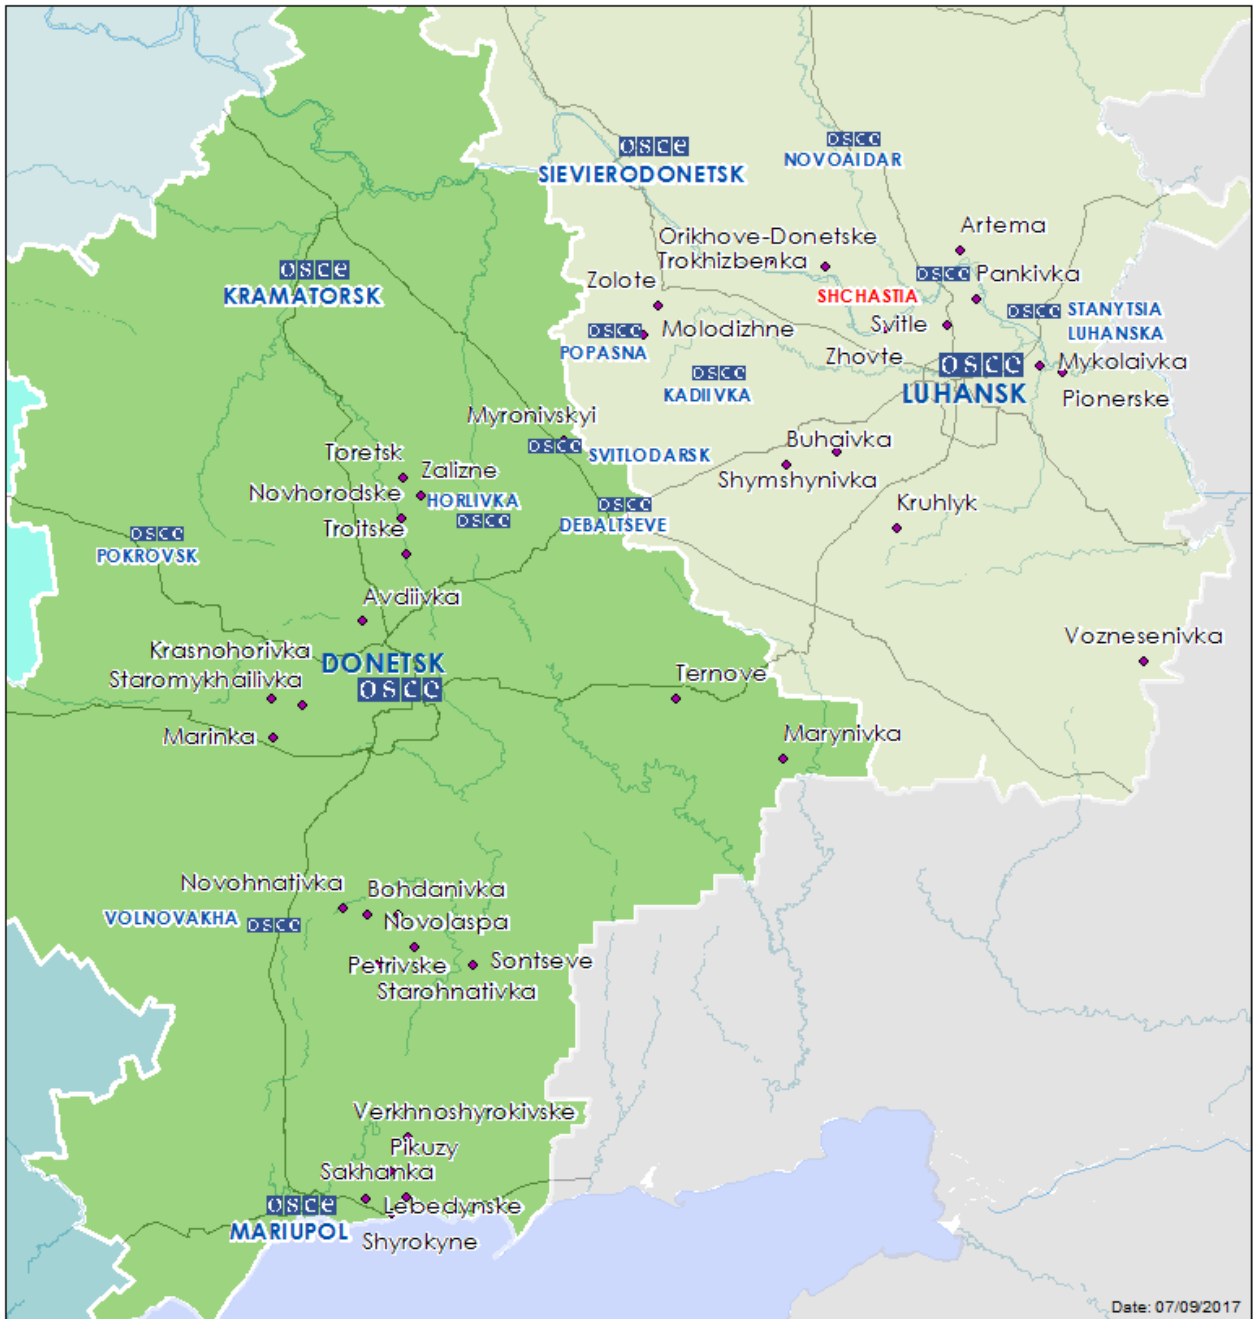 osce
SIEVIERODONETSK
osce
NOVOAIDAR
Artema
Orikhove-Donetske
Trokhizbenka
osce
Pankivka
osce
KRAMATORSK
Zolote
SHCHASTIA
osce
STANYTSIA
LUHANSKA
Svitle
osce
POPASNA
Molodizhne
Zhovte
osce
LUHANSK
Mykolaivka
Pionerske
osce
KADIIVKA
Myronivskyi
osce
SVITLODARSK
Buhaivka
Shymshynivka
Toretsk
Zalizne
Novhorodske
HORLIVKA
osce
Troitske
osce
DEBALTSEVE
Kruhlyk
osce
POKROVSK
Avdiivka
Voznesenivka
Krasnohorivka
DONETSK
osce
Staromykhailivka
Ternove
Marinka
Marynivka
Novohnativka
Bohdanivka
VOLNOVAKHA
osce
Novolaspa
Petrivske
Sontseve
Starohnativka
Verkhnoshyrokivske
Pikuzy
Sakhanka
osce
MARIUPOL
Lebedynske
Shyrokyne
Date: 07/09/2017